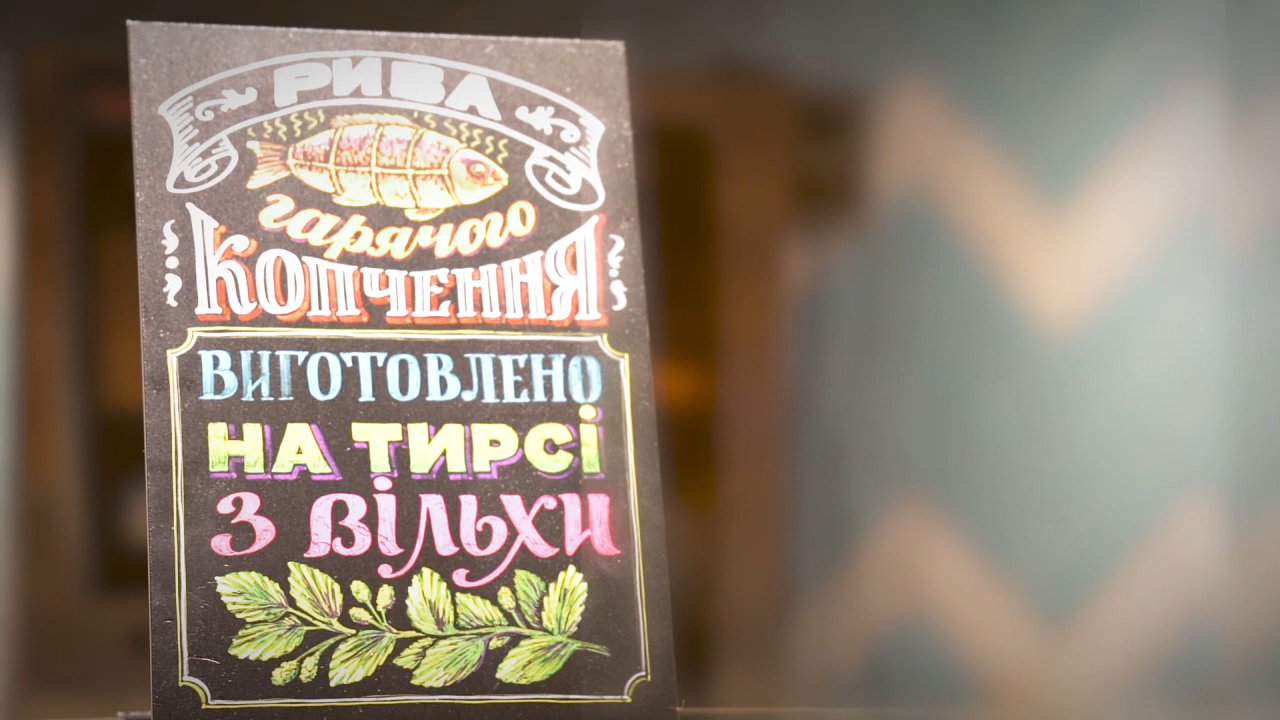 РИБА
гарячого
КОПЧЕННЯ
ВИГОТОВЛЕНО
НА ТИРСІ
З ВІЛЬХИ